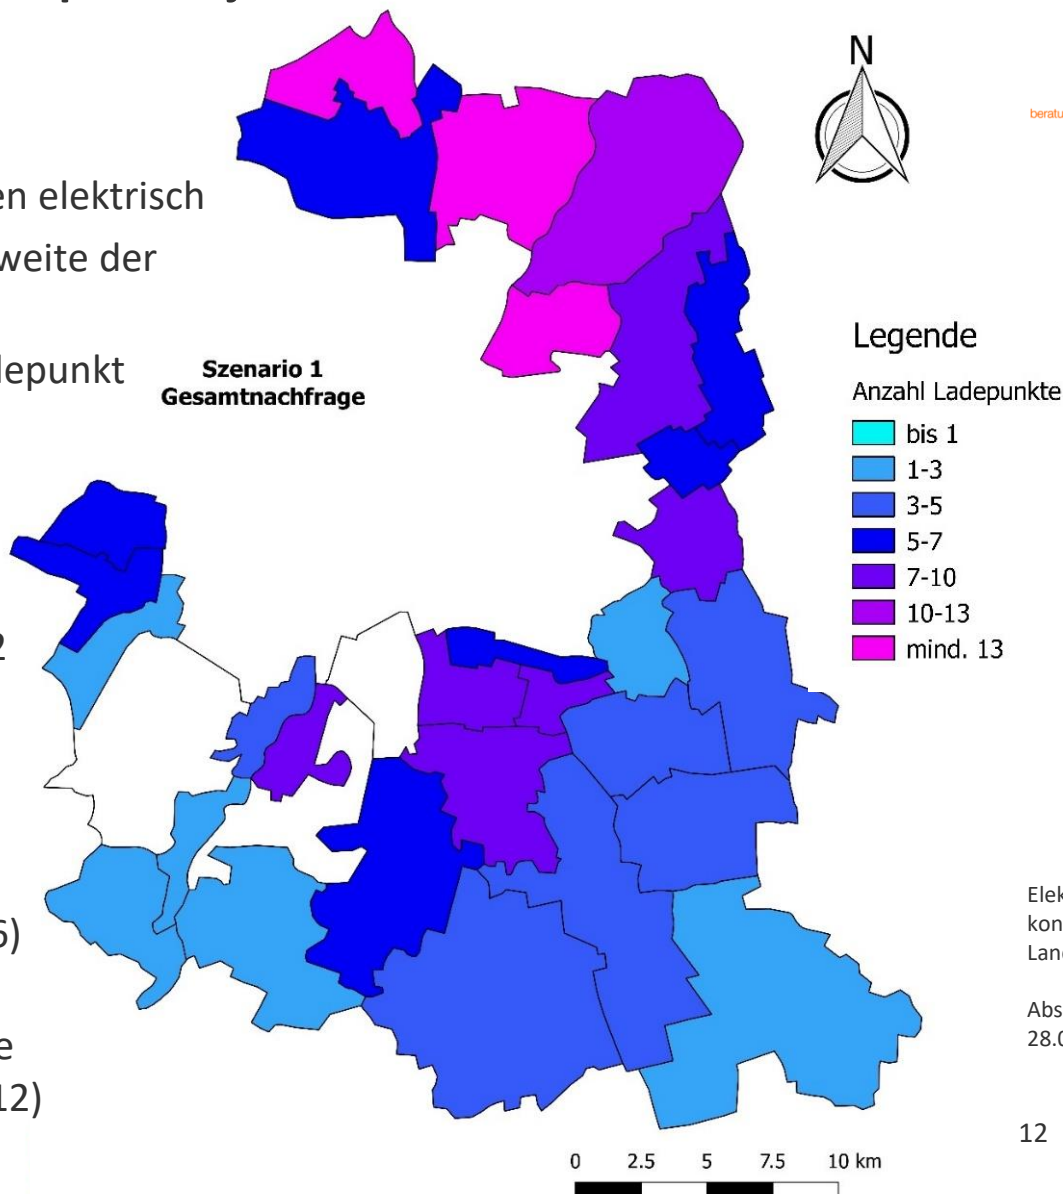 N
en elektrisch
weite der
depunkt
Szenario 1
Gesamtnachfrage
Legende
Anzahl Ladepunkte
bis 1
1-3
3-5
5-7
7-10
10-13
mind. 13
2
6)
e
12)
beratu
Elek
kon
Lan
Abs
28.0
12
0 2.5 5 7.5 10 km